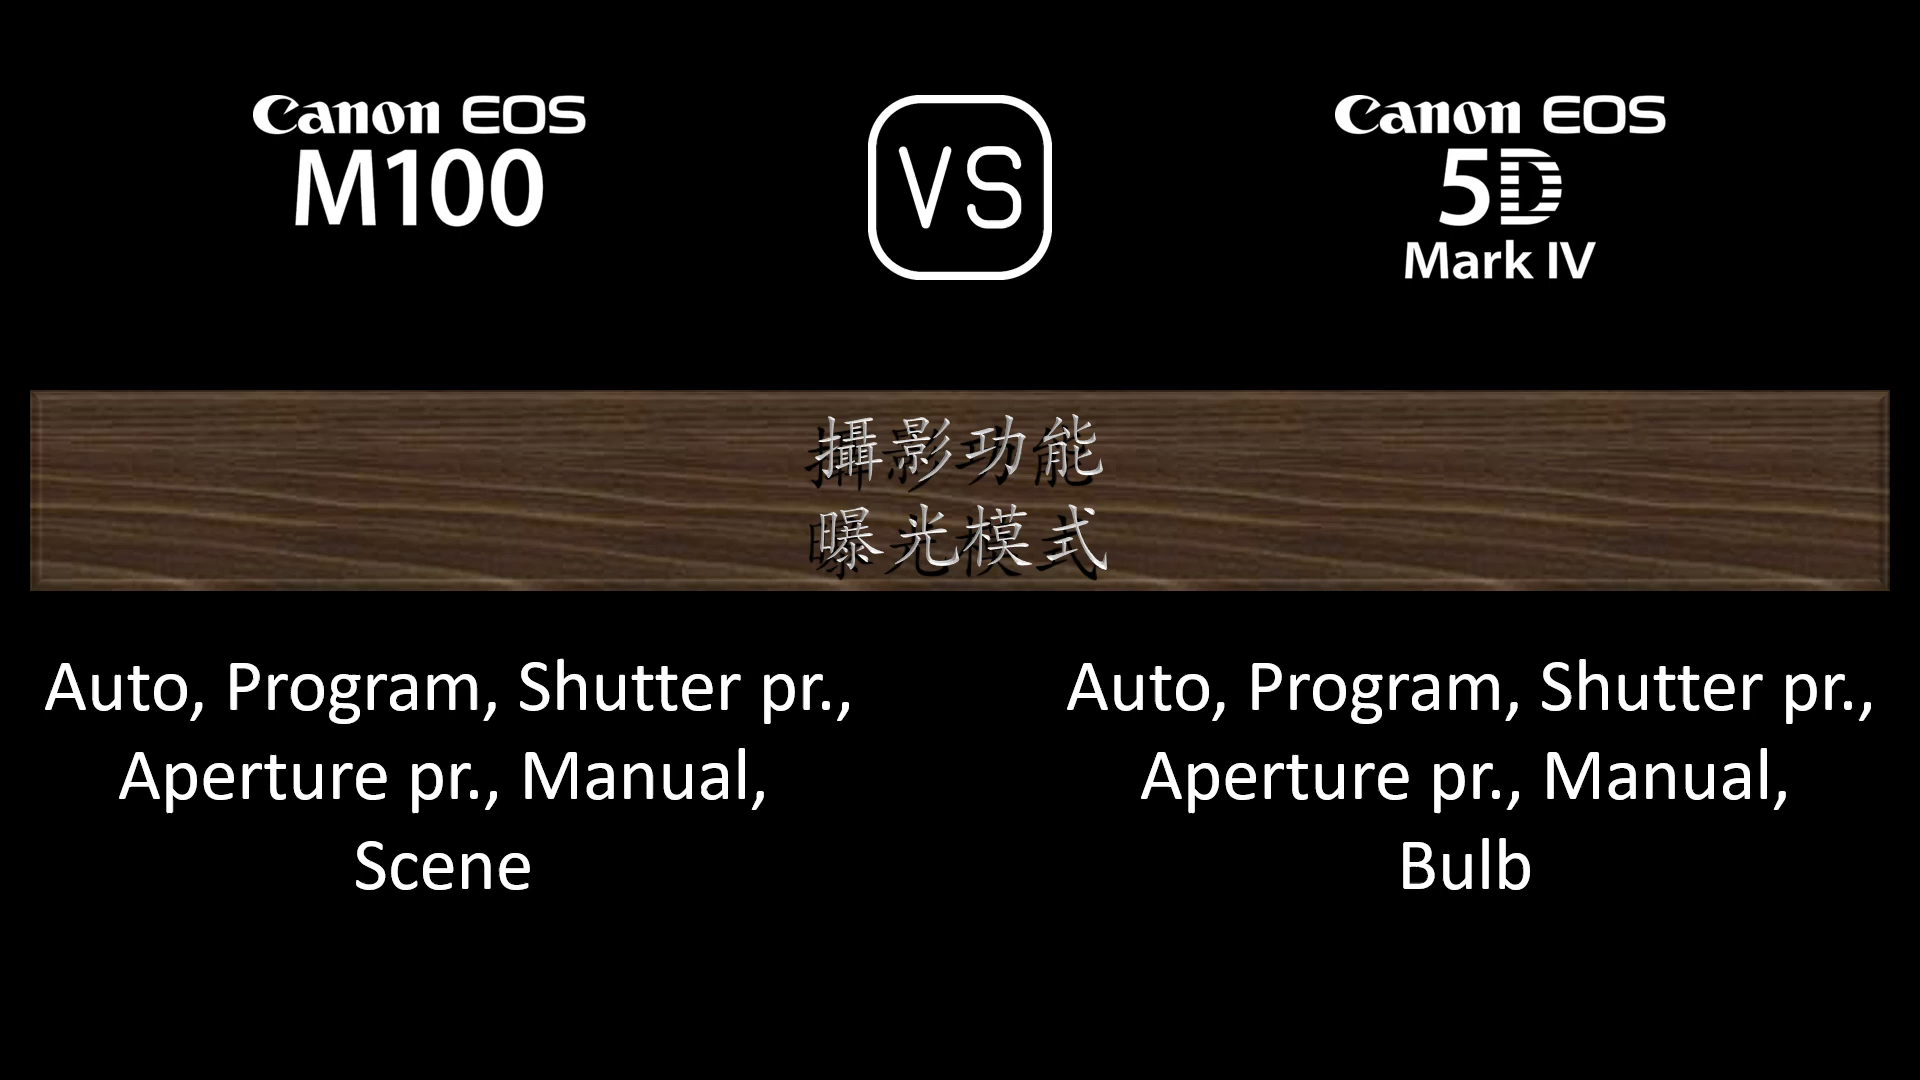 Canon EOS
M100
VS
Canon EOS
5D
Mark IV
攝影功能
曝光模式
Auto, Program, Shutter pr.,
Aperture pr., Manual,
Scene
Auto, Program, Shutter pr.,
Aperture pr., Manual,
Bulb